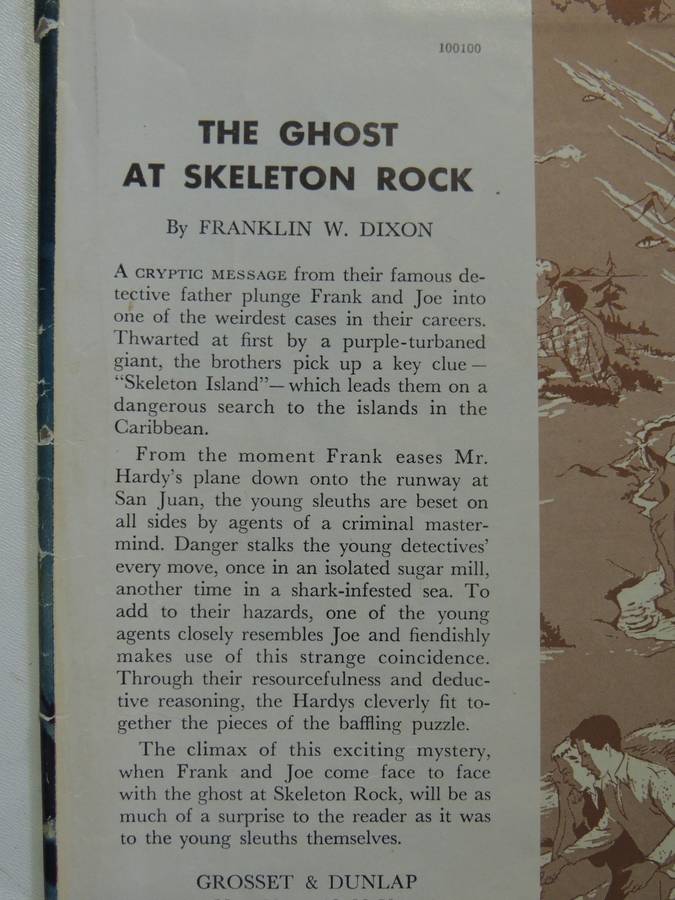 100100
THE GHOST
AT SKELETON ROCK
By FRANKLIN W. DIXON
A CRYPTIC MESSAGE from their famous de-
tective father plunge Frank and Joe into
one of the weirdest cases in their careers.
Thwarted at first by a purple-turbaned
giant, the brothers pick up a key clue —
“Skeleton Island”— which leads them on a
dangerous search to the islands in the
Caribbean.
From the moment Frank eases Mr.
Hardy’s plane down onto the runway at
San Juan, the young sleuths are beset on
all sides by agents of a criminal master-
mind. Danger stalks the young detectives’
every move, once in an isolated sugar mill,
another time in a shark-infested sea. To
add to their hazards, one of the young
agents closely resembles Joe and fiendishly
makes use of this strange coincidence.
Through their resourcefulness and deduc-
tive reasoning, the Hardys cleverly fit to-
gether the pieces of the baffling puzzle.
The climax of this exciting mystery,
when Frank and Joe come face to face
with the ghost at Skeleton Rock, will be as
much of a surprise to the reader as it was
to the young sleuths themselves.
GROSSET & DUNLAP